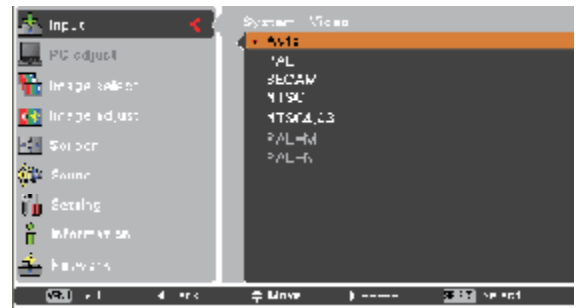 Input
System Video
Auto
PC adjust
PAL
SECAM
Image select
NTSC
Image adjust
NTSC4.43
Screen
PAL-M
PAL-N
Sound
Setting
Information
Move
Select